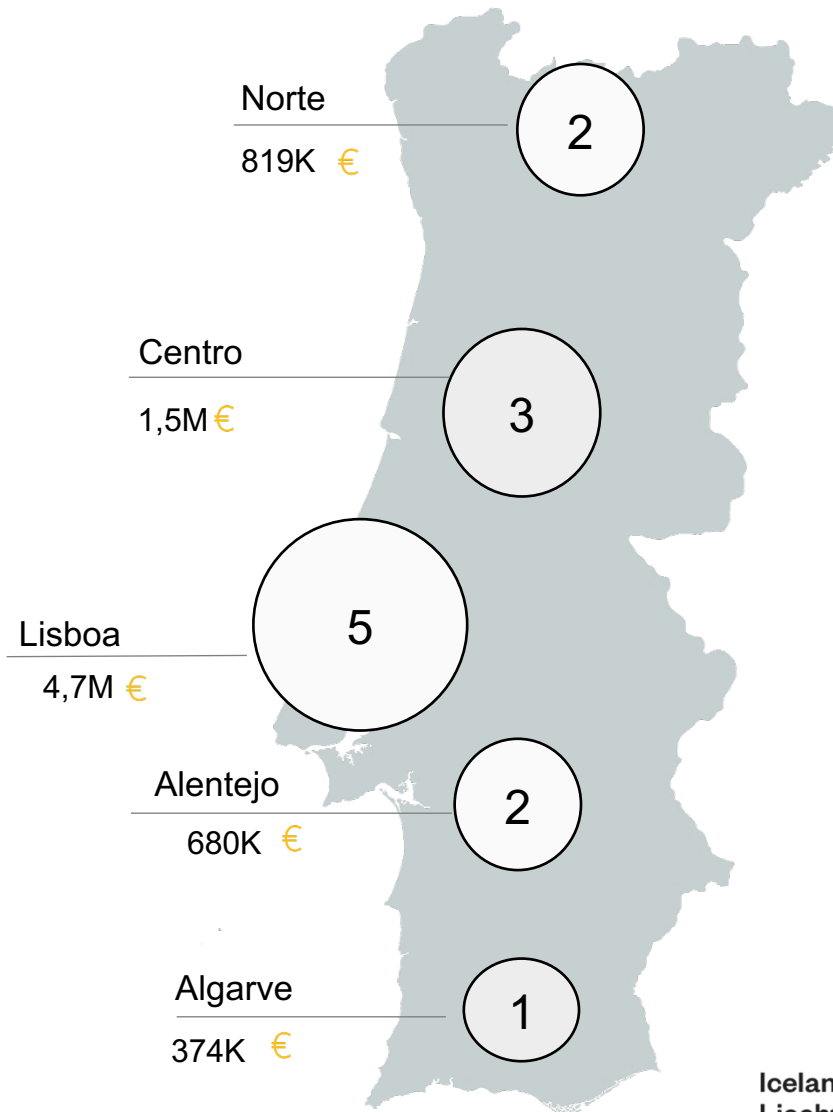 Norte
2
819K €
Centro
3
1,5M €
5
Lisboa
4,7M €
Alentejo
2
680K €
Algarve
1
374K €